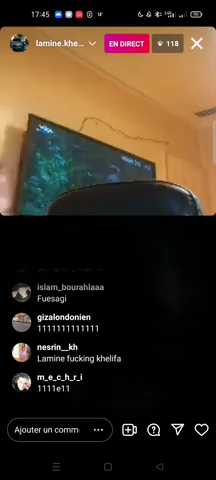 17:45
lamine.khe...
EN DIRECT
118
islam_bourahlaaa
Fuesagi
gizalondonien
1111111111111
nesrin__kh
Lamine fucking khelifa
m_e_c_h_r_i
1111e11
Ajouter un comm